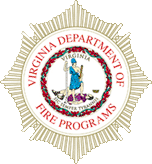 VIRGINIA DEPARTMENT OF
FIRE PROGRAMS
VIRGINIA